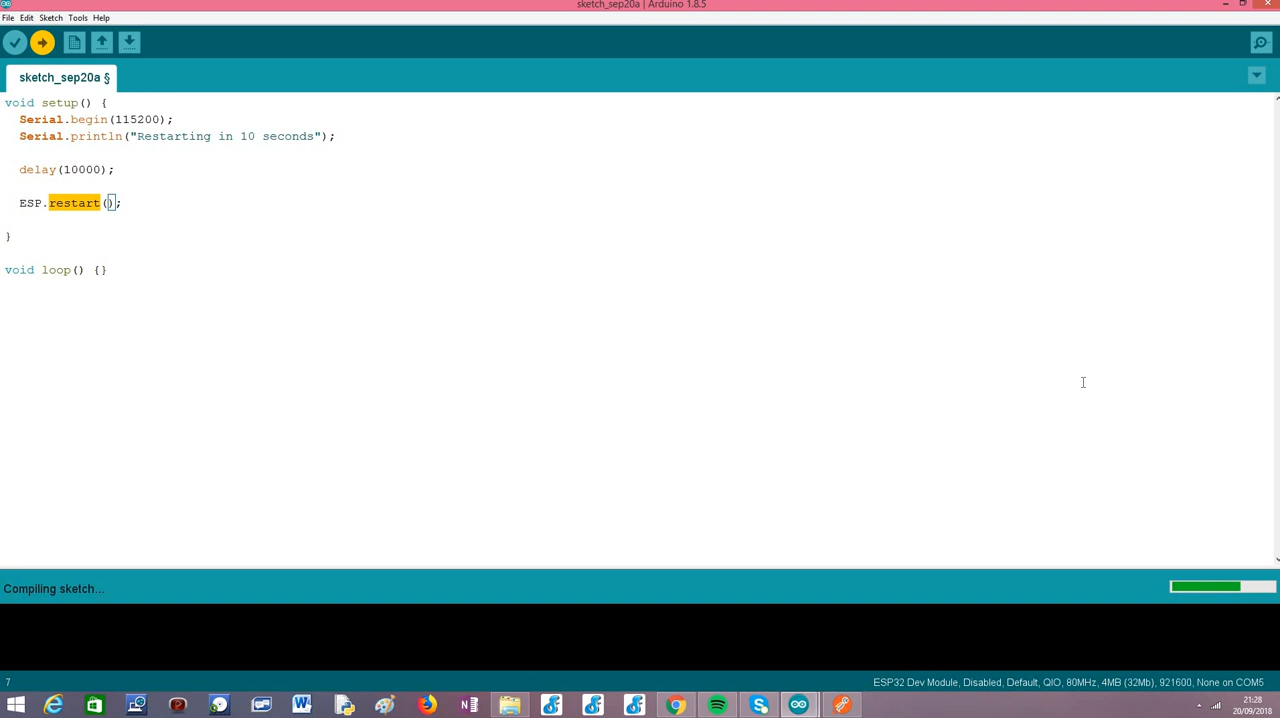 sketch_sep20a | Arduino 1.8.5
File Edit Sketch Tools Help
sketch_sep20a §
void setup() {
Serial.begin(115200);
Serial.println("Restarting in 10 seconds");
delay(10000);
ESP.restart();
}
void loop() {}
Compiling sketch...
7
ESP32 Dev Module, Disabled, Default, QIO, 80MHz, 4MB (32Mb), 921600, None on COM5
21:28
20/09/2018